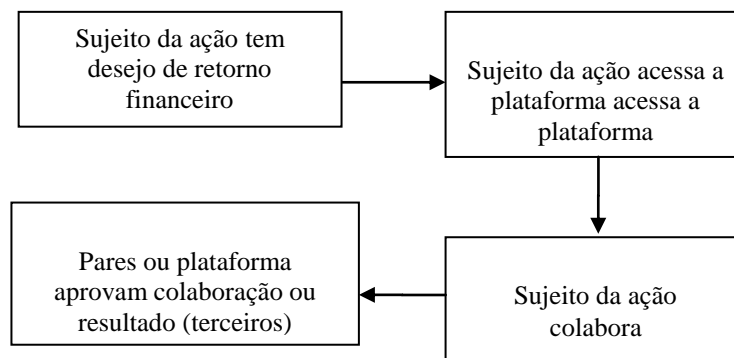 Sujeito da ação tem
desejo de retorno
financeiro
Sujeito da ação acessa a
plataforma acessa a
plataforma
Sujeito da ação
colabora
Pares ou plataforma
aprovam colaboração ou
resultado (terceiros)